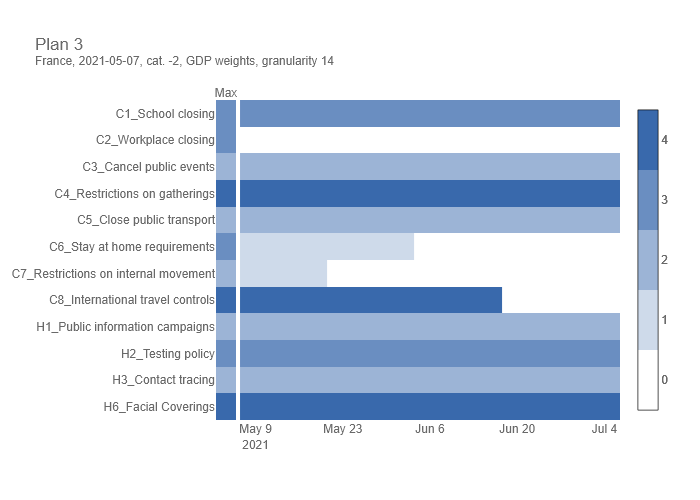 Plan 3
France, 2021-05-07, cat. -2, GDP weights, granularity 14
Max
C1_School closing
C2_Workplace closing
C3_Cancel public events
C4_Restrictions on gatherings
C5_Close public transport
C6_Stay at home requirements
C7_Restrictions on internal movement
C8_International travel controls
H1_Public information campaigns
H2_Testing policy
H3_Contact tracing
H6_Facial Coverings
May 9
2021
May 23
Jun 6
Jun 20
Jul 4
4
3
2
1
0